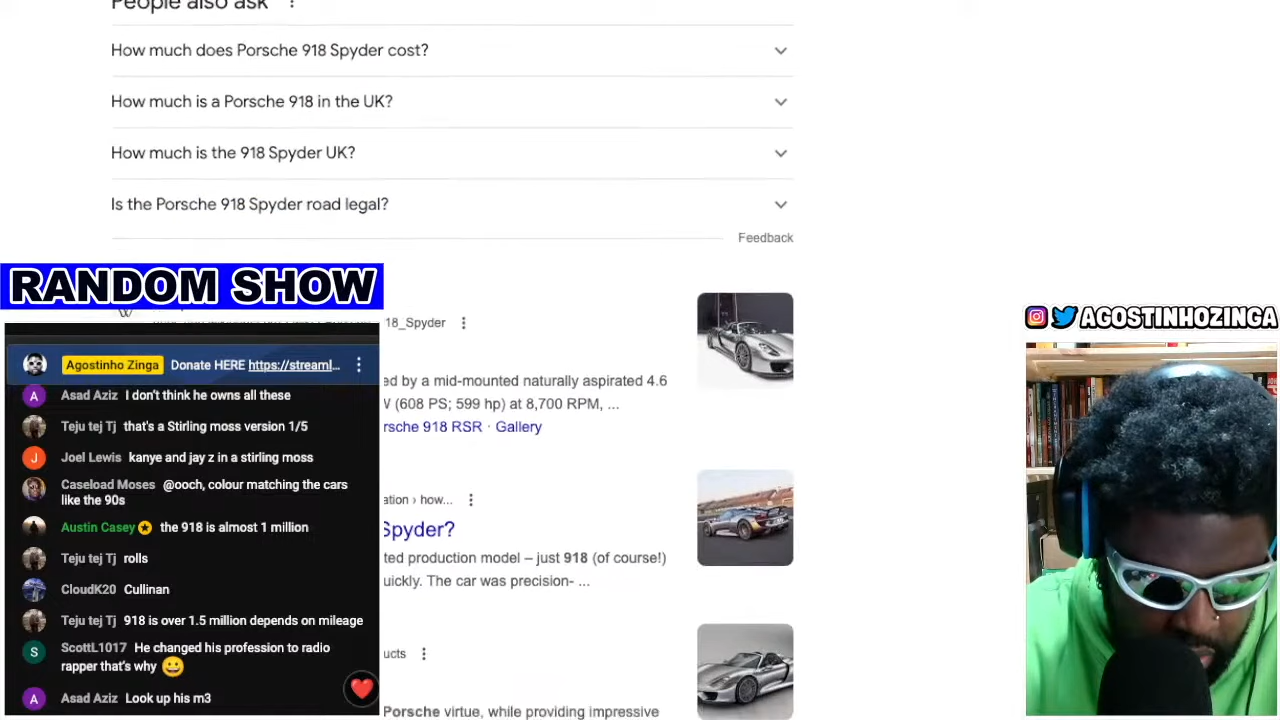 People also ask
How much does Porsche 918 Spyder cost?
How much is a Porsche 918 in the UK?
How much is the 918 Spyder UK?
Is the Porsche 918 Spyder road legal?
Feedback
RANDOM SHOW
18_Spyder
ed by a mid-mounted naturally aspirated 4.6
(608 PS; 599 hp) at 8,700 RPM, ...
rsche 918 RSR · Gallery
ation › how...
Spyder?
ted production model – just 918 (of course!)
uickly. The car was precision- ...
ucts
Porsche virtue, while providing impressive
Agostinho Zinga Donate HERE https://streaml...
A Asad Aziz I don't think he owns all these
Teju tej Tj that's a Stirling moss version 1/5
J Joel Lewis kanye and jay z in a stirling moss
Caseload Moses @ooch, colour matching the cars
like the 90s
Austin Casey the 918 is almost 1 million
Teju tej Tj rolls
CloudK20 Cullinan
Teju tej Tj 918 is over 1.5 million depends on mileage
S ScottL1017 He changed his profession to radio
rapper that's why 😀
A Asad Aziz Look up his m3
AGOSTINHOZINGA